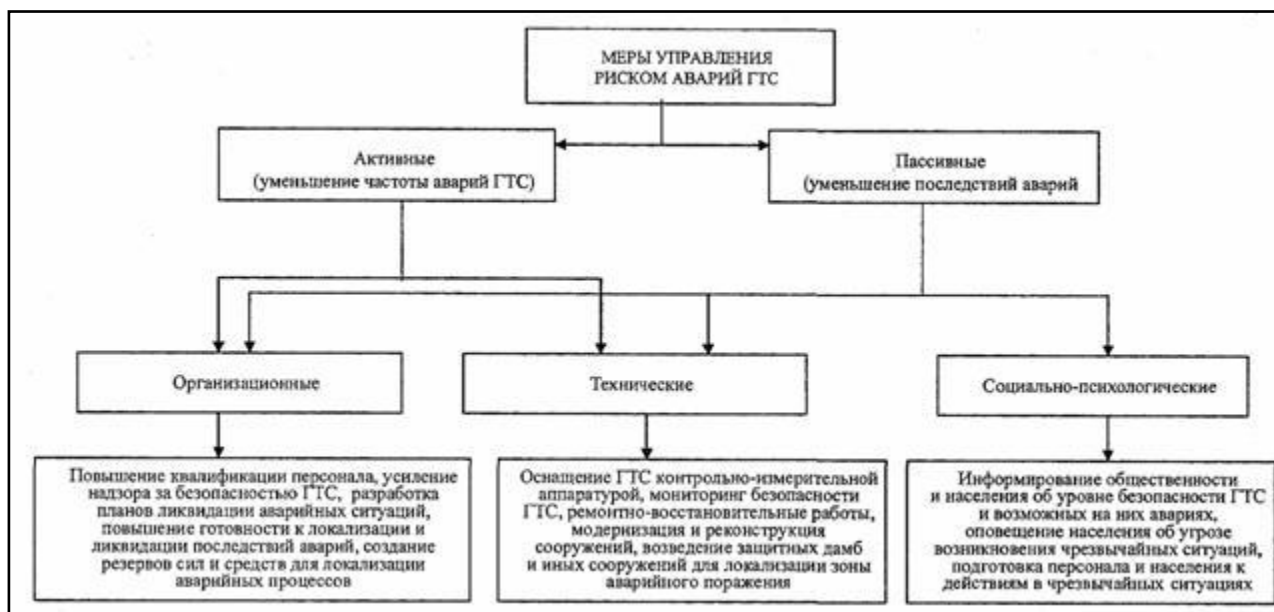 МЕРЫ УПРАВЛЕНИЯ
РИСКОМ АВАРИЙ ГТС
Активные
(уменьшение частоты аварий ГТС)
Пассивные
(уменьшение последствий аварий
Организационные
Технические
Социально-психологические
Повышение квалификации персонала, усиление
надзора за безопасностью ГТС, разработка
планов ликвидации аварийных ситуаций,
повышение готовности к локализации и
ликвидации последствий аварий, создание
резервов сил и средств для локализации
аварийных процессов
Оснащение ГТС контрольно-измерительной
аппаратурой, мониторинг безопасности
ГТС, ремонтно-восстановительные работы,
модернизация и реконструкция
сооружений, возведение защитных дамб
и иных сооружений для локализации зоны
аварийного поражения
Информирование общественности
и населения об уровне безопасности ГТС
и возможных на них авариях,
оповещение населения об угрозе
возникновения чрезвычайных ситуаций,
подготовка персонала и населения к
действиям в чрезвычайных ситуациях